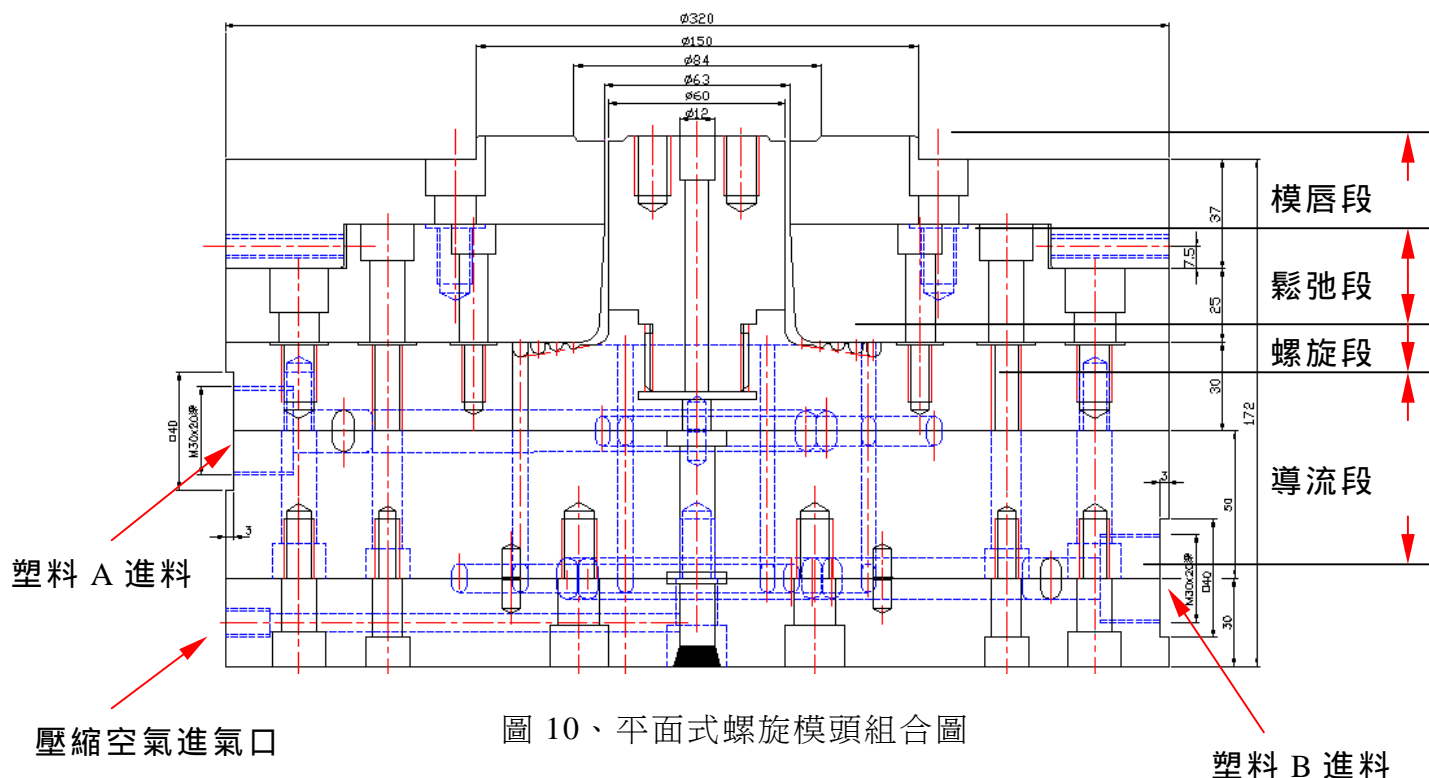 ø320
ø150
ø84
ø63
ø60
ø12
模唇段
37
7.5
鬆弛段
25
螺旋段
30
172
□40
M30x20深
導流段
3
50
3
塑料 A 進料
M30x20深
□40
30
壓縮空氣進氣口
圖 10、平面式螺旋模頭組合圖
塑料 B 進料